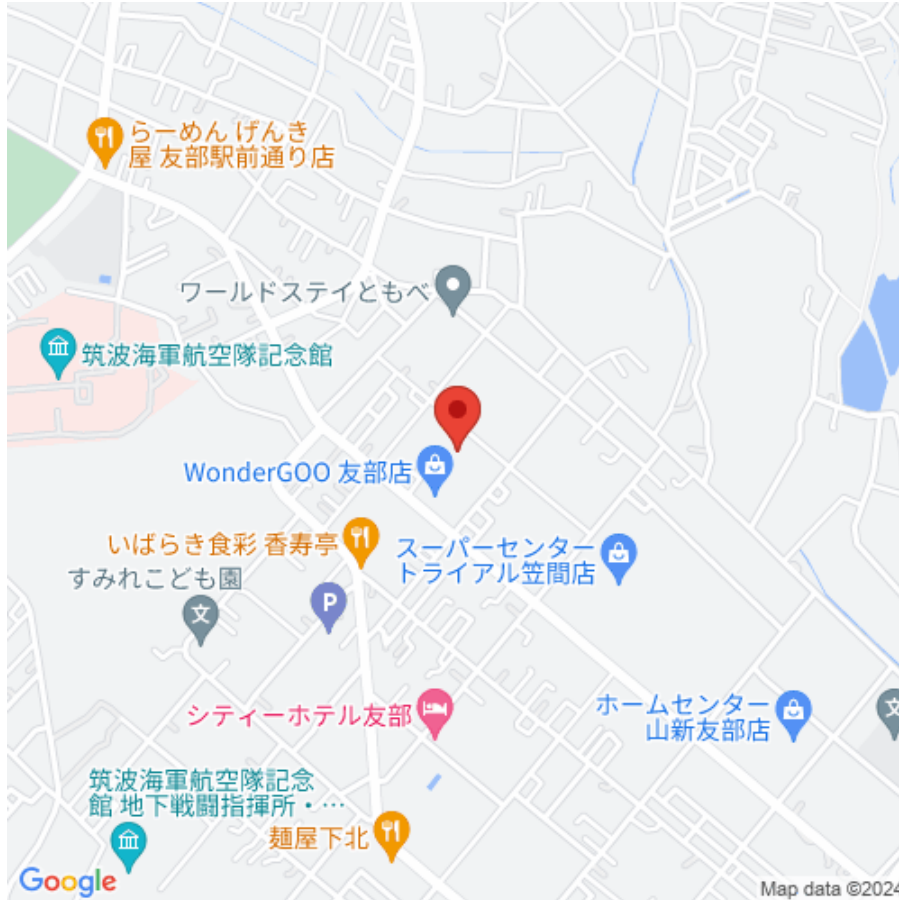 らーめん げんき
屋 友部駅前通り店
ワールドステイともべ
筑波海軍航空隊記念館
WonderGOO 友部店
いばらき食彩 香寿亭
スーパーセンター
トライアル笠間店
すみれこども園
文
P
シティーホテル友部
ホームセンター
山新友部店
文
筑波海軍航空隊記念
館 地下戦闘指揮所・…
麺屋下北
Google
Map data ©2024